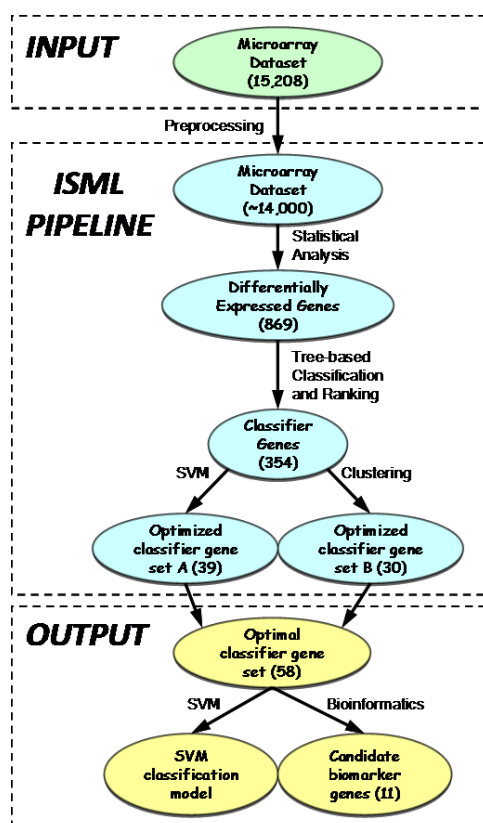 INPUT
Microarray
Dataset
(15,208)
Preprocessing
ISML
PIPELINE
Microarray
Dataset
(~14,000)
Statistical
Analysis
Differentially
Expressed Genes
(869)
Tree-based
Classification
and Ranking
Classifier
Genes
(354)
SVM
Clustering
Optimized
classifier gene
set A (39)
Optimized
classifier gene
set B (30)
OUTPUT
Optimal
classifier gene
set (58)
SVM
Bioinformatics
SVM
classification
model
Candidate
biomarker
genes (11)